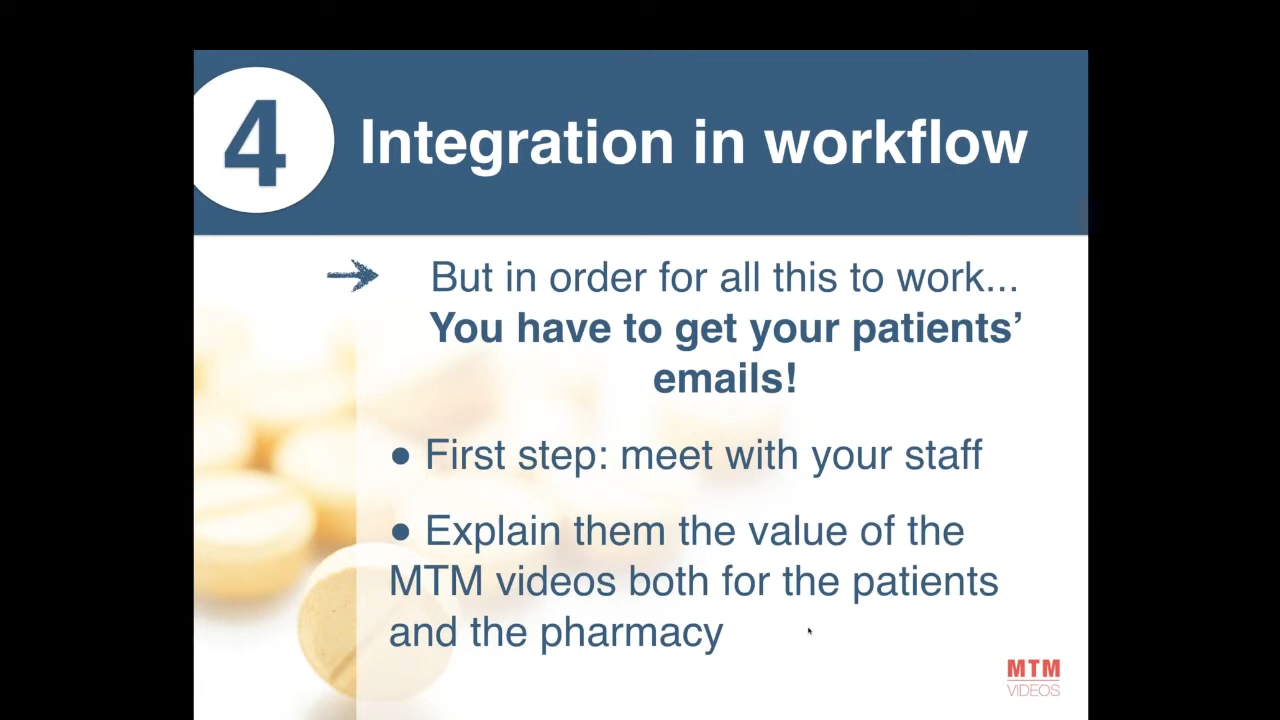 4
Integration in workflow
But in order for all this to work...
You have to get your patients’
emails!
● First step: meet with your staff
● Explain them the value of the
MTM videos both for the patients
and the pharmacy
MTM
VIDEOS